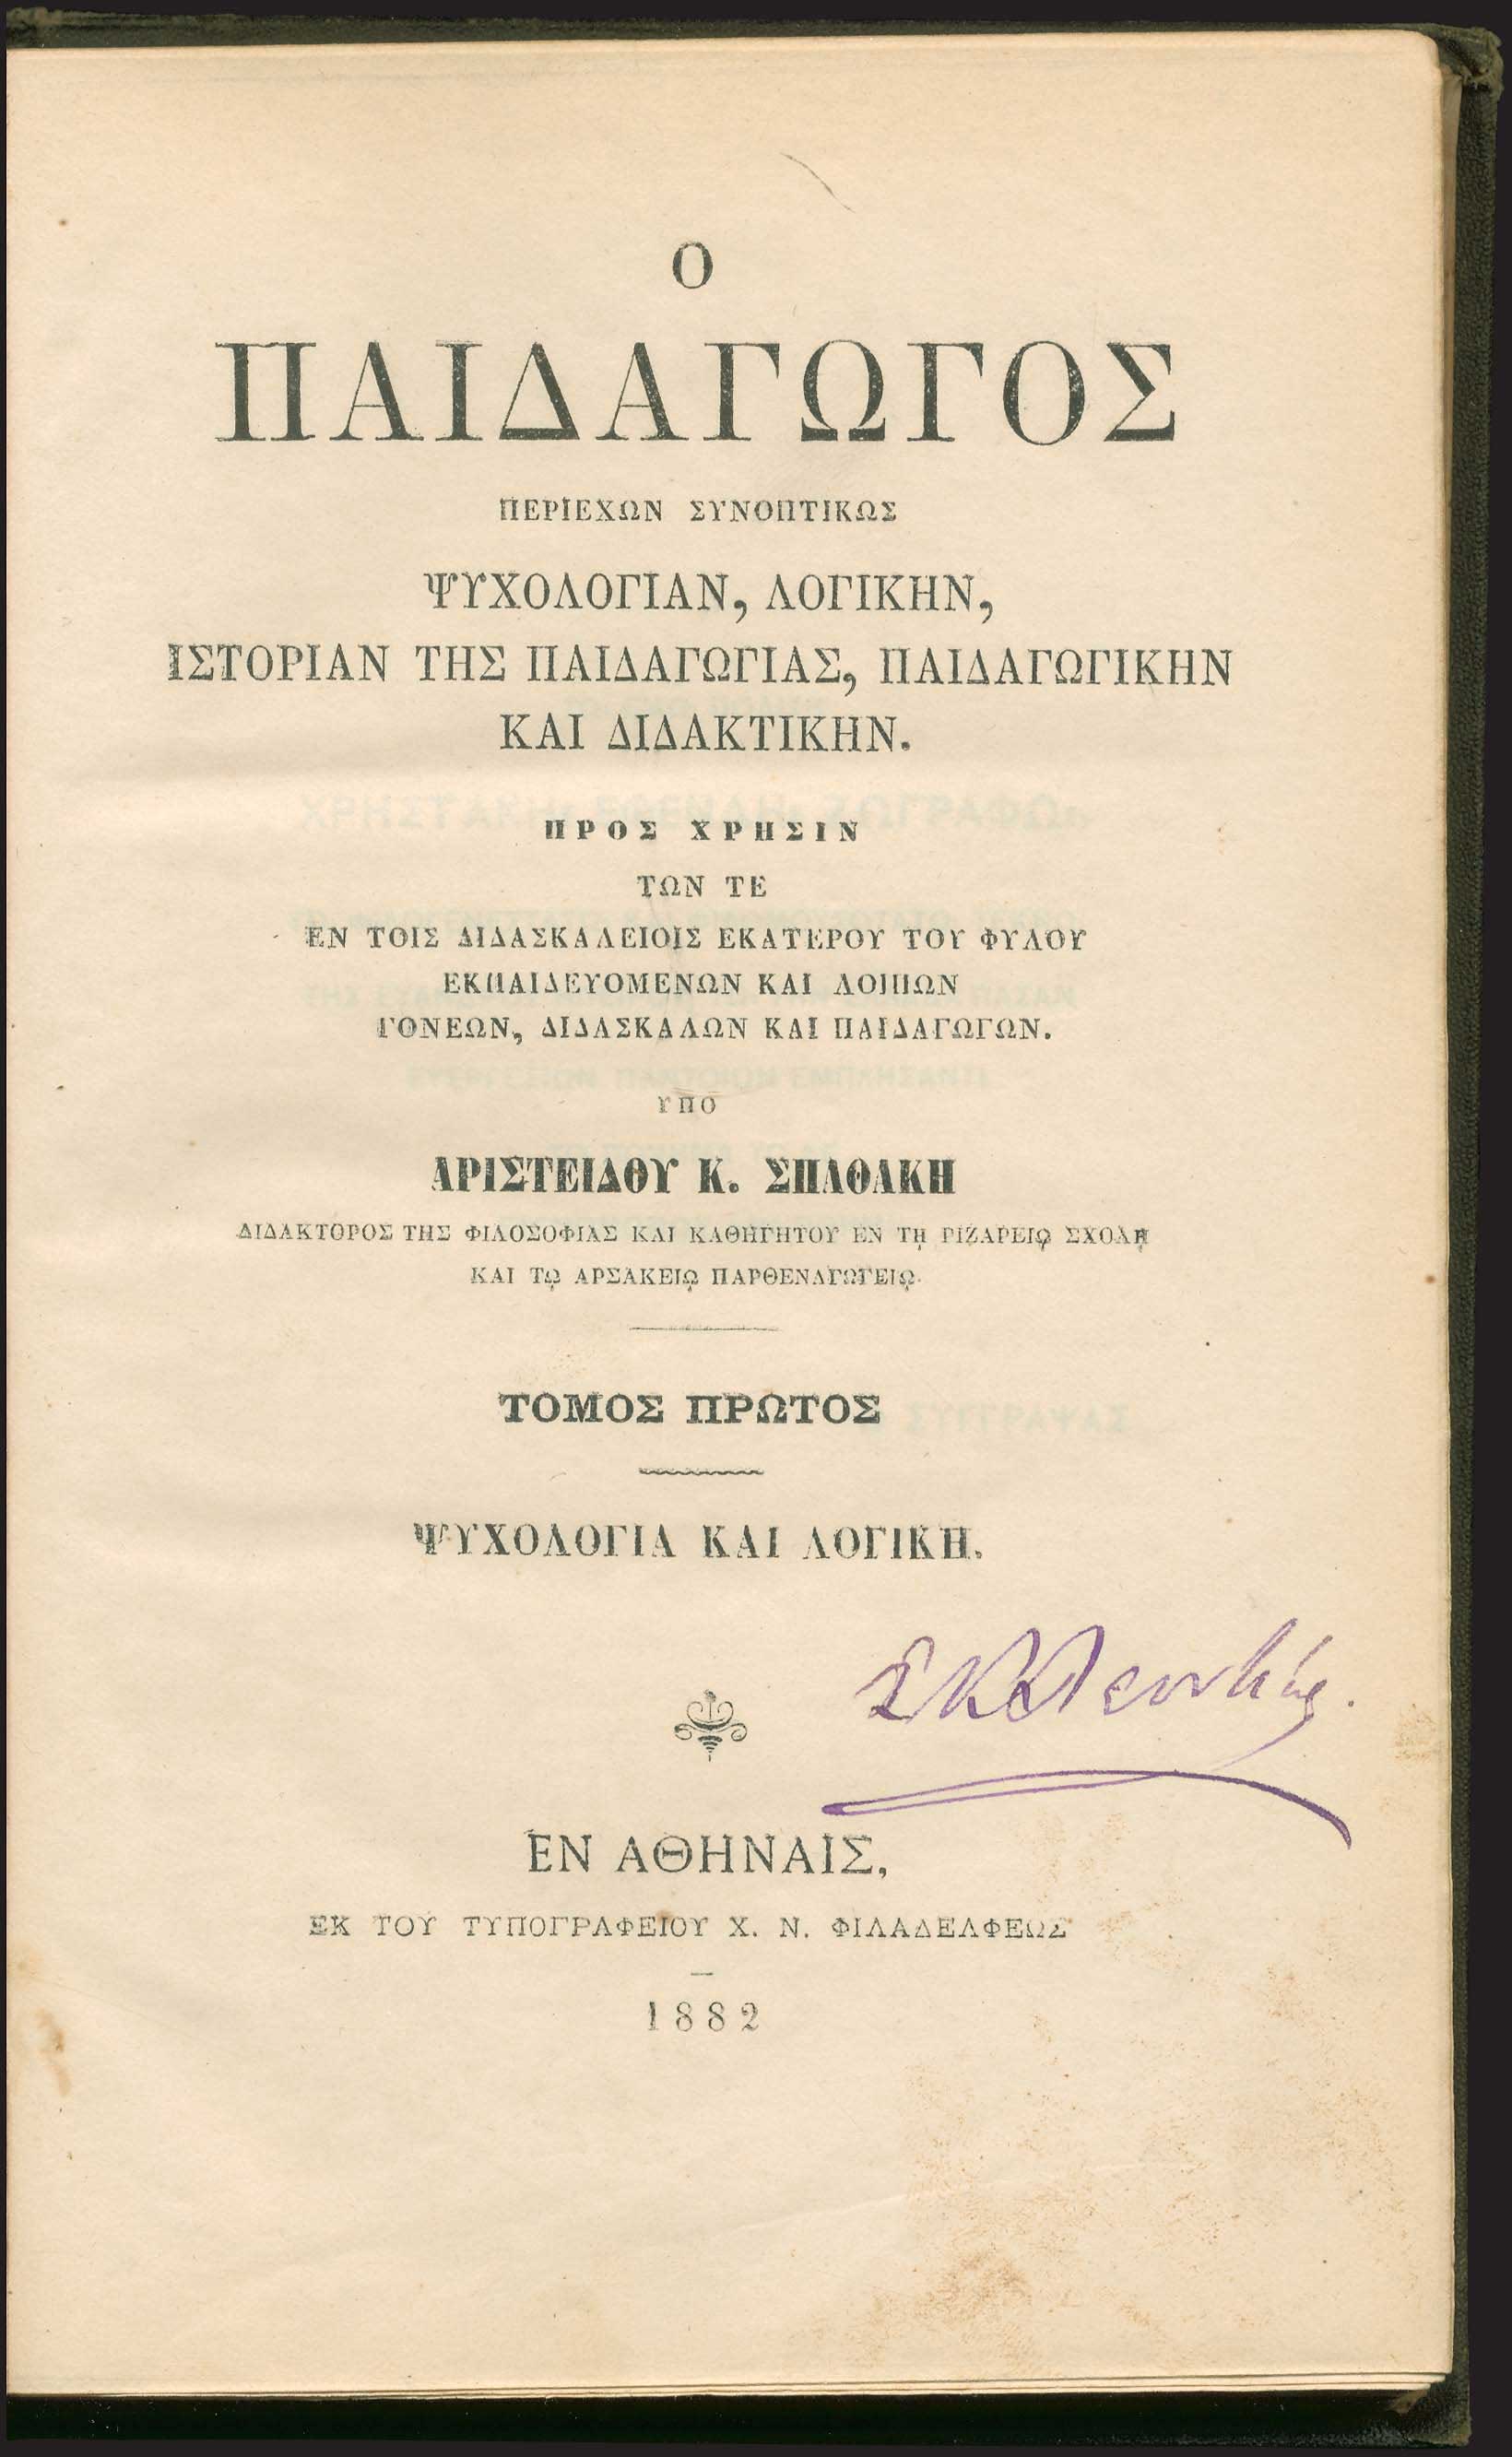 Ο
ΠΑΙΔΑΓΩΓΟΣ
ΠΕΡΙΕΧΩΝ ΣΥΝΟΠΤΙΚΩΣ
ΨΥΧΟΛΟΓΙΑΝ, ΛΟΓΙΚΗΝ,
ΙΣΤΟΡΙΑΝ ΤΗΣ ΠΑΙΔΑΓΩΓΙΑΣ, ΠΑΙΔΑΓΩΓΙΚΗΝ
ΚΑΙ ΔΙΔΑΚΤΙΚΗΝ.
ΠΡΟΣ ΧΡΗΣΙΝ
ΤΩΝ ΤΕ
ΕΝ ΤΟΙΣ ΔΙΔΑΣΚΑΛΕΙΟΙΣ ΕΚΑΤΕΡΟΥ ΤΟΥ ΦΥΛΟΥ
ΕΚΠΑΙΔΕΥΟΜΕΝΩΝ ΚΑΙ ΛΟΙΠΩΝ
ΓΟΝΕΩΝ, ΔΙΔΑΣΚΑΛΩΝ ΚΑΙ ΠΑΙΔΑΓΩΓΩΝ.
ΥΠΟ
ΑΡΙΣΤΕΙΔΟΥ Κ. ΣΠΑΘΑΚΗ
ΔΙΔΑΚΤΟΡΟΣ ΤΗΣ ΦΙΛΟΣΟΦΙΑΣ ΚΑΙ ΚΑΘΗΓΗΤΟΥ ΕΝ Τῌ ΡΙΖΑΡΕΙῼ ΣΧΟΛῌ
ΚΑΙ Τῼ ΑΡΣΑΚΕΙῼ ΠΑΡΘΕΝΑΓΩΓΕΙῼ.
ΤΟΜΟΣ ΠΡΩΤΟΣ
ΨΥΧΟΛΟΓΙΑ ΚΑΙ ΛΟΓΙΚΗ.
ΕΝ ΑΘΗΝΑΙΣ,
ΕΚ ΤΟΥ ΤΥΠΟΓΡΑΦΕΙΟΥ Χ. Ν. ΦΙΛΑΔΕΛΦΕΩΣ
1882